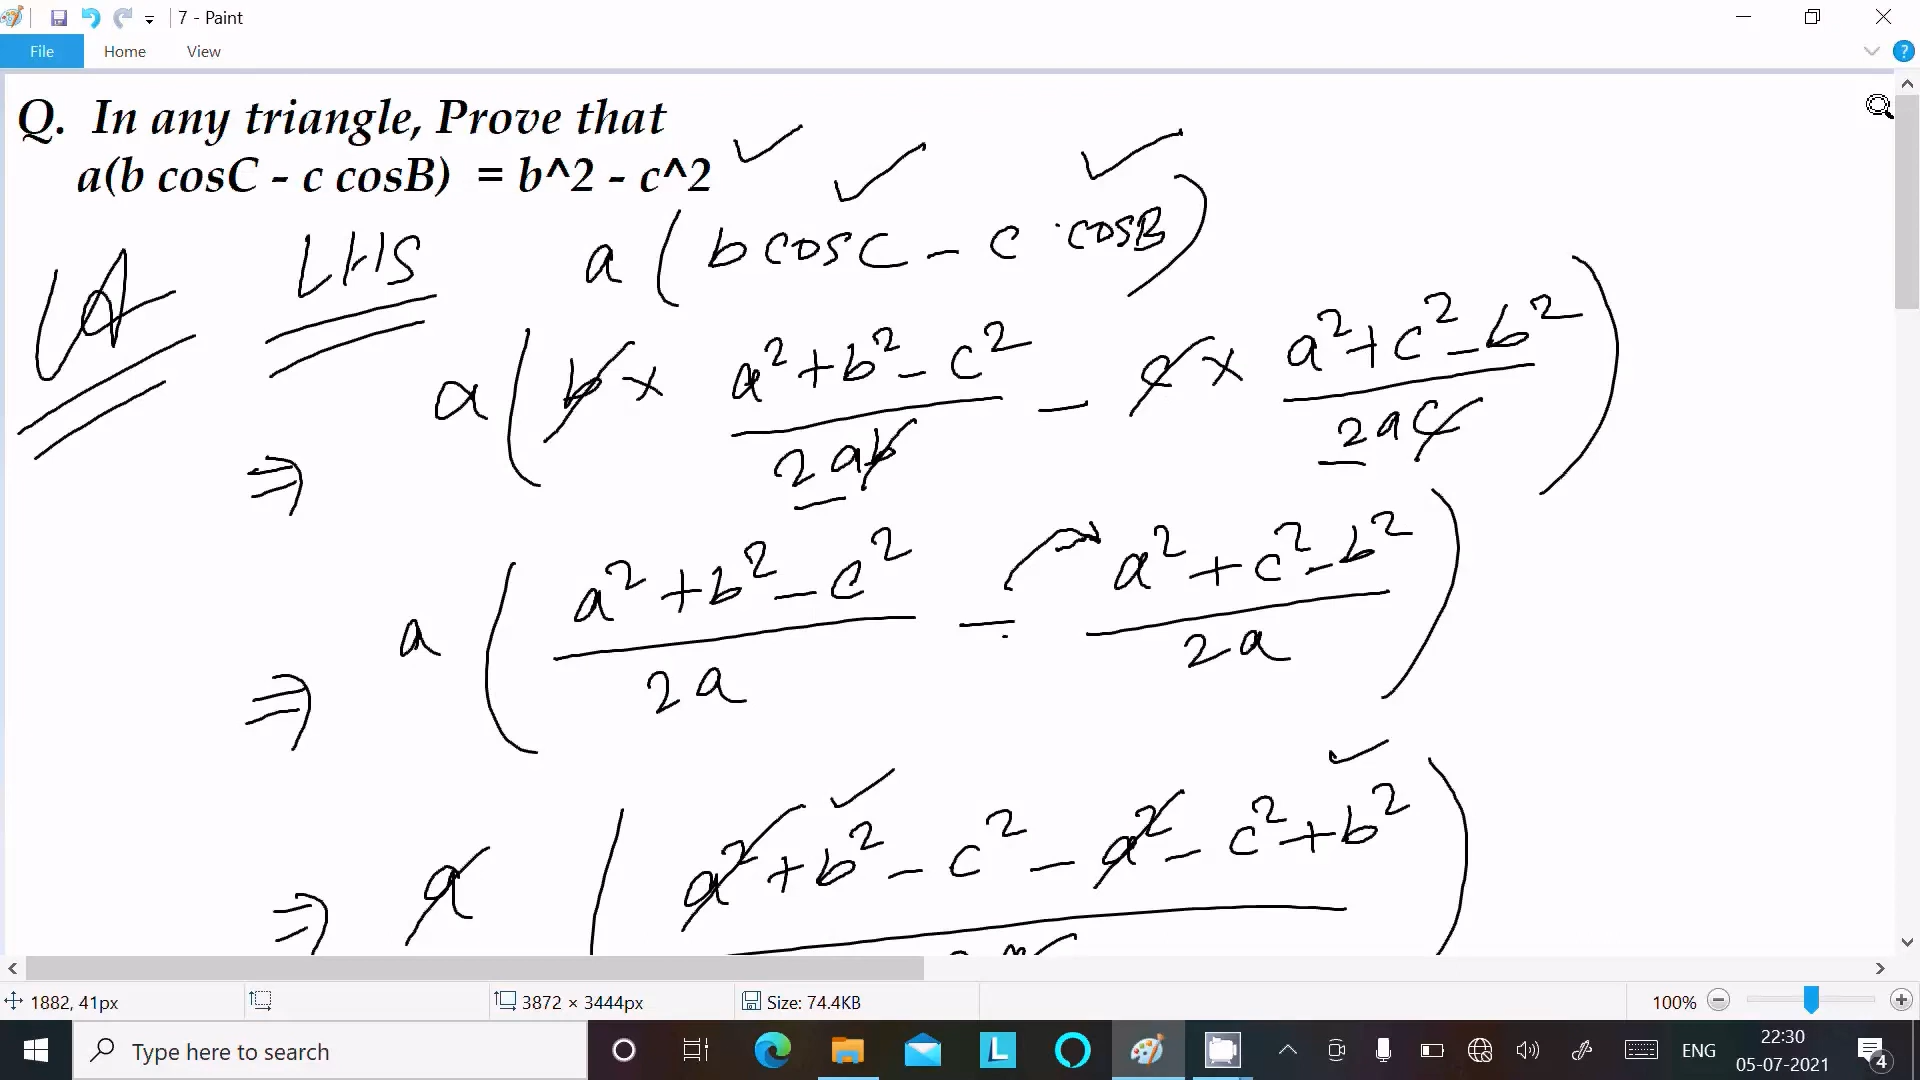 7 - Paint
File Home View
Q. In any triangle, Prove that
a(b cosC - c cosB) = b^2 - c^2
LHS a ( b cosC - c · cosB )
a ( b × a² + b² - c² / 2ab - c × a² + c² - b² / 2ac )
⇒ a ( a² + b² - c² / 2a - a² + c² - b² / 2a )
⇒ a ( a² + b² - c² - a² - c² + b² )
1882, 41px 3872 × 3444px Size: 74.4KB 100%
Type here to search
ENG 22:30
05-07-2021 4